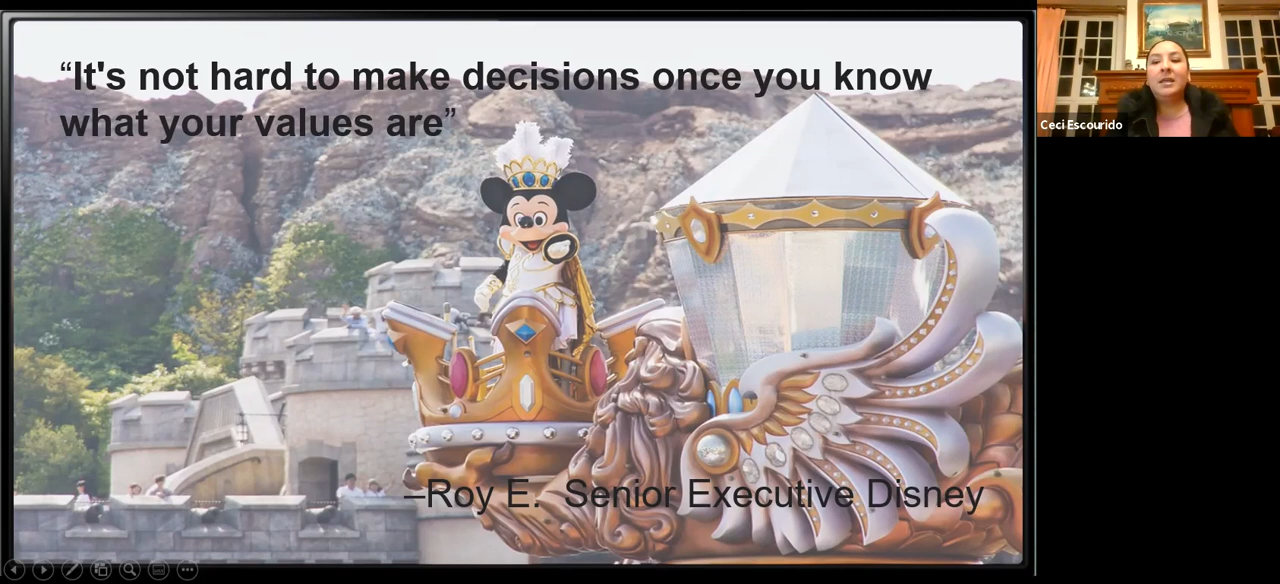 “It's not hard to make decisions once you know
what your values are”
–Roy E.  Senior Executive Disney
Ceci Escourido